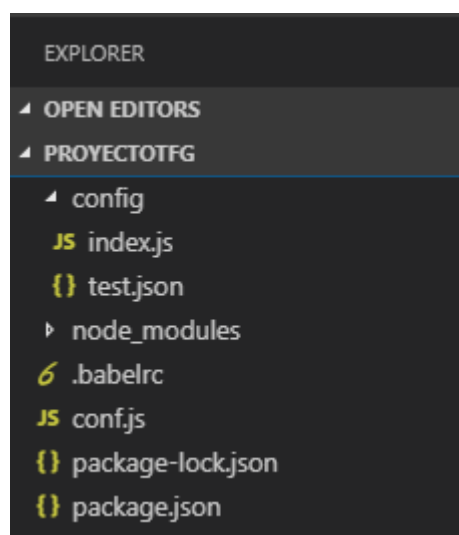 EXPLORER
OPEN EDITORS
PROYECTOTFG
config
JS index.js
{} test.json
node_modules
6 .babelrc
JS conf.js
{} package-lock.json
{} package.json